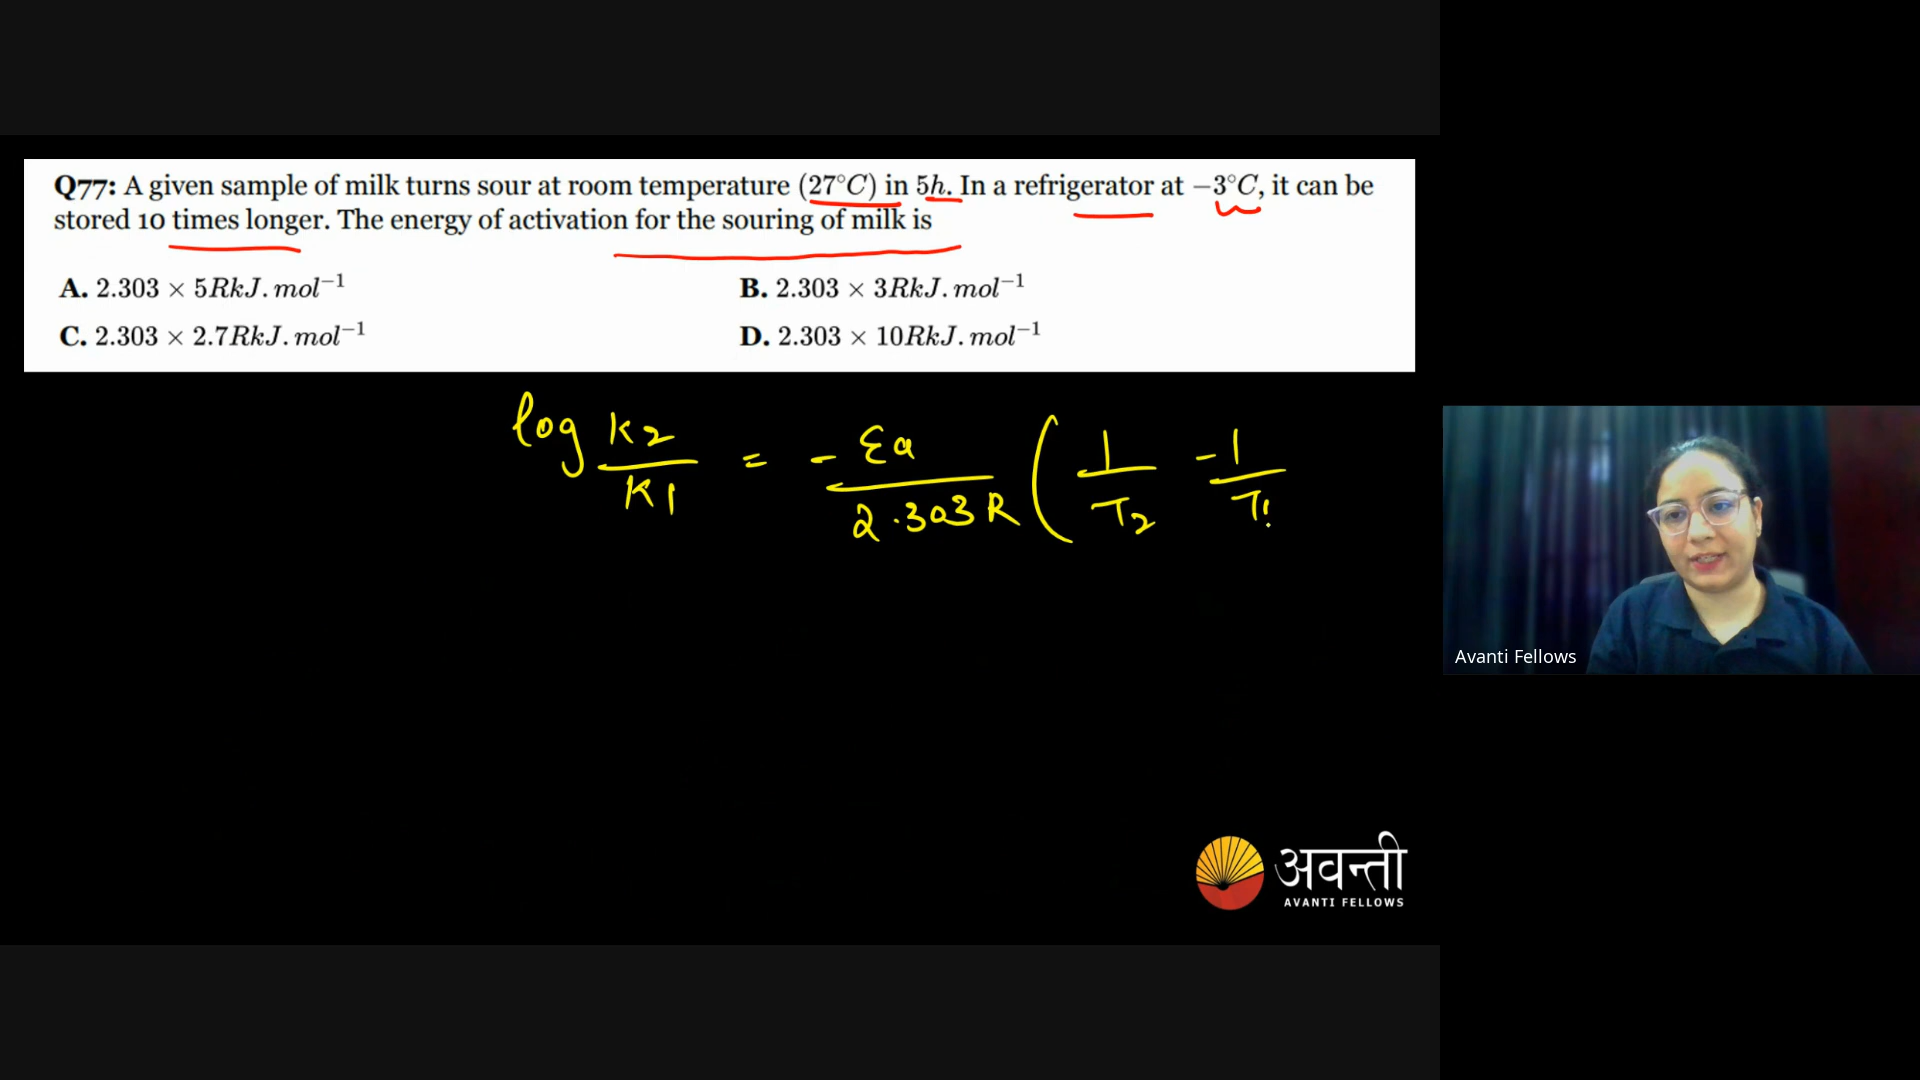 Q77: A given sample of milk turns sour at room temperature (27°C) in 5h. In a refrigerator at −3°C, it can be
stored 10 times longer. The energy of activation for the souring of milk is
A. 2.303 × 5RkJ.mol⁻¹ B. 2.303 × 3RkJ.mol⁻¹
C. 2.303 × 2.7RkJ.mol⁻¹ D. 2.303 × 10RkJ.mol⁻¹
log K2/K1 = -Ea/2.303R (1/T2 - 1/T1
Avanti Fellows
अवन्ती
AVANTI FELLOWS